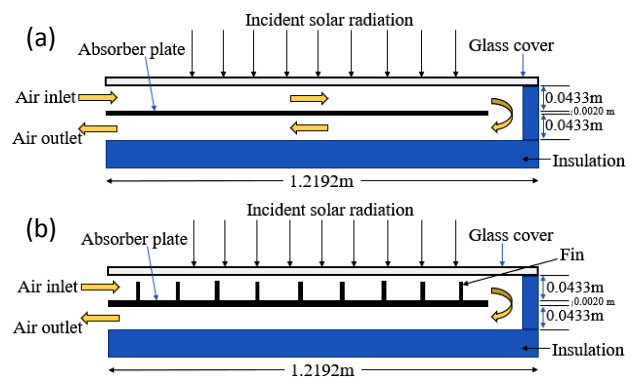 (a)
Incident solar radiation
Absorber plate
Glass cover
Air inlet
0.0433m
0.0020 m
Air outlet
0.0433m
Insulation
1.2192m
(b)
Incident solar radiation
Absorber plate
Glass cover
Fin
Air inlet
0.0433m
0.0020 m
Air outlet
0.0433m
Insulation
1.2192m